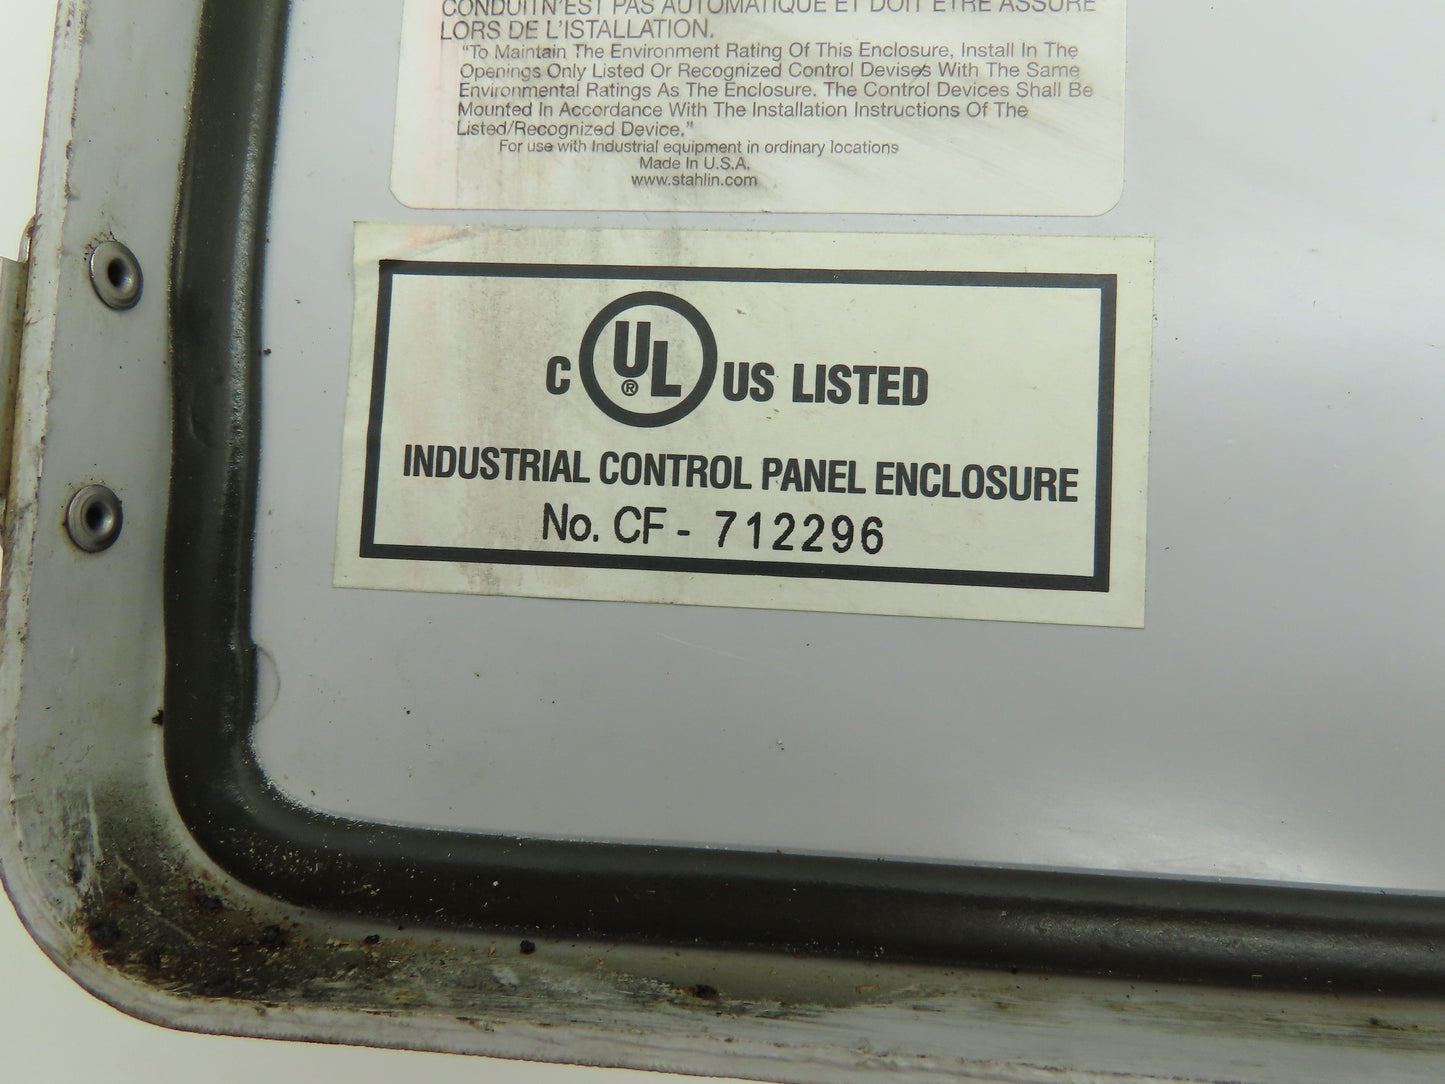 CONDUIT N'EST PAS AUTOMATIQUE ET DOIT ETRE ASSURE
LORS DE L'ISTALLATION.
"To Maintain The Environment Rating Of This Enclosure, Install In The
Openings Only Listed Or Recognized Control Devises With The Same
Environmental Ratings As The Enclosure. The Control Devices Shall Be
Mounted In Accordance With The Installation Instructions Of The
Listed/Recognized Device."
For use with Industrial equipment in ordinary locations
Made In U.S.A.
www.stahlin.com
C UL® US LISTED
INDUSTRIAL CONTROL PANEL ENCLOSURE
No. CF - 712296